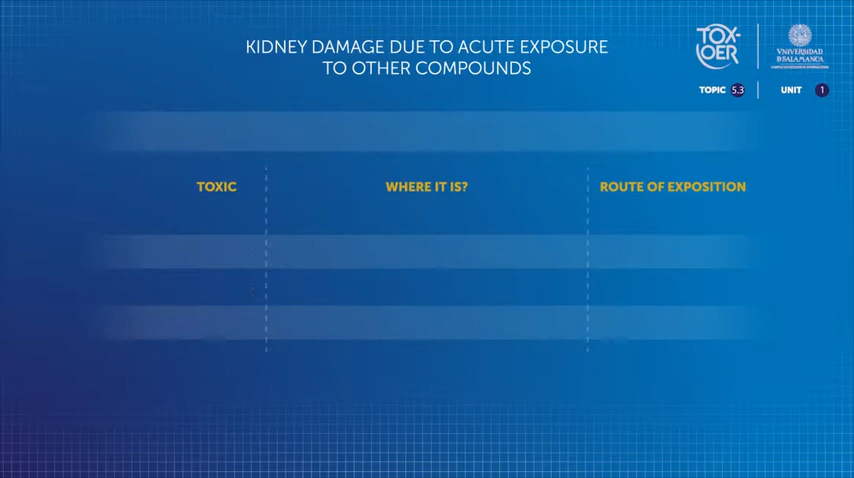 KIDNEY DAMAGE DUE TO ACUTE EXPOSURE
TO OTHER COMPOUNDS
TOX-
OER
VNIVERSIDAD
D SALAMANCA
TOPIC 5.3
UNIT 1
TOXIC
WHERE IT IS?
ROUTE OF EXPOSITION